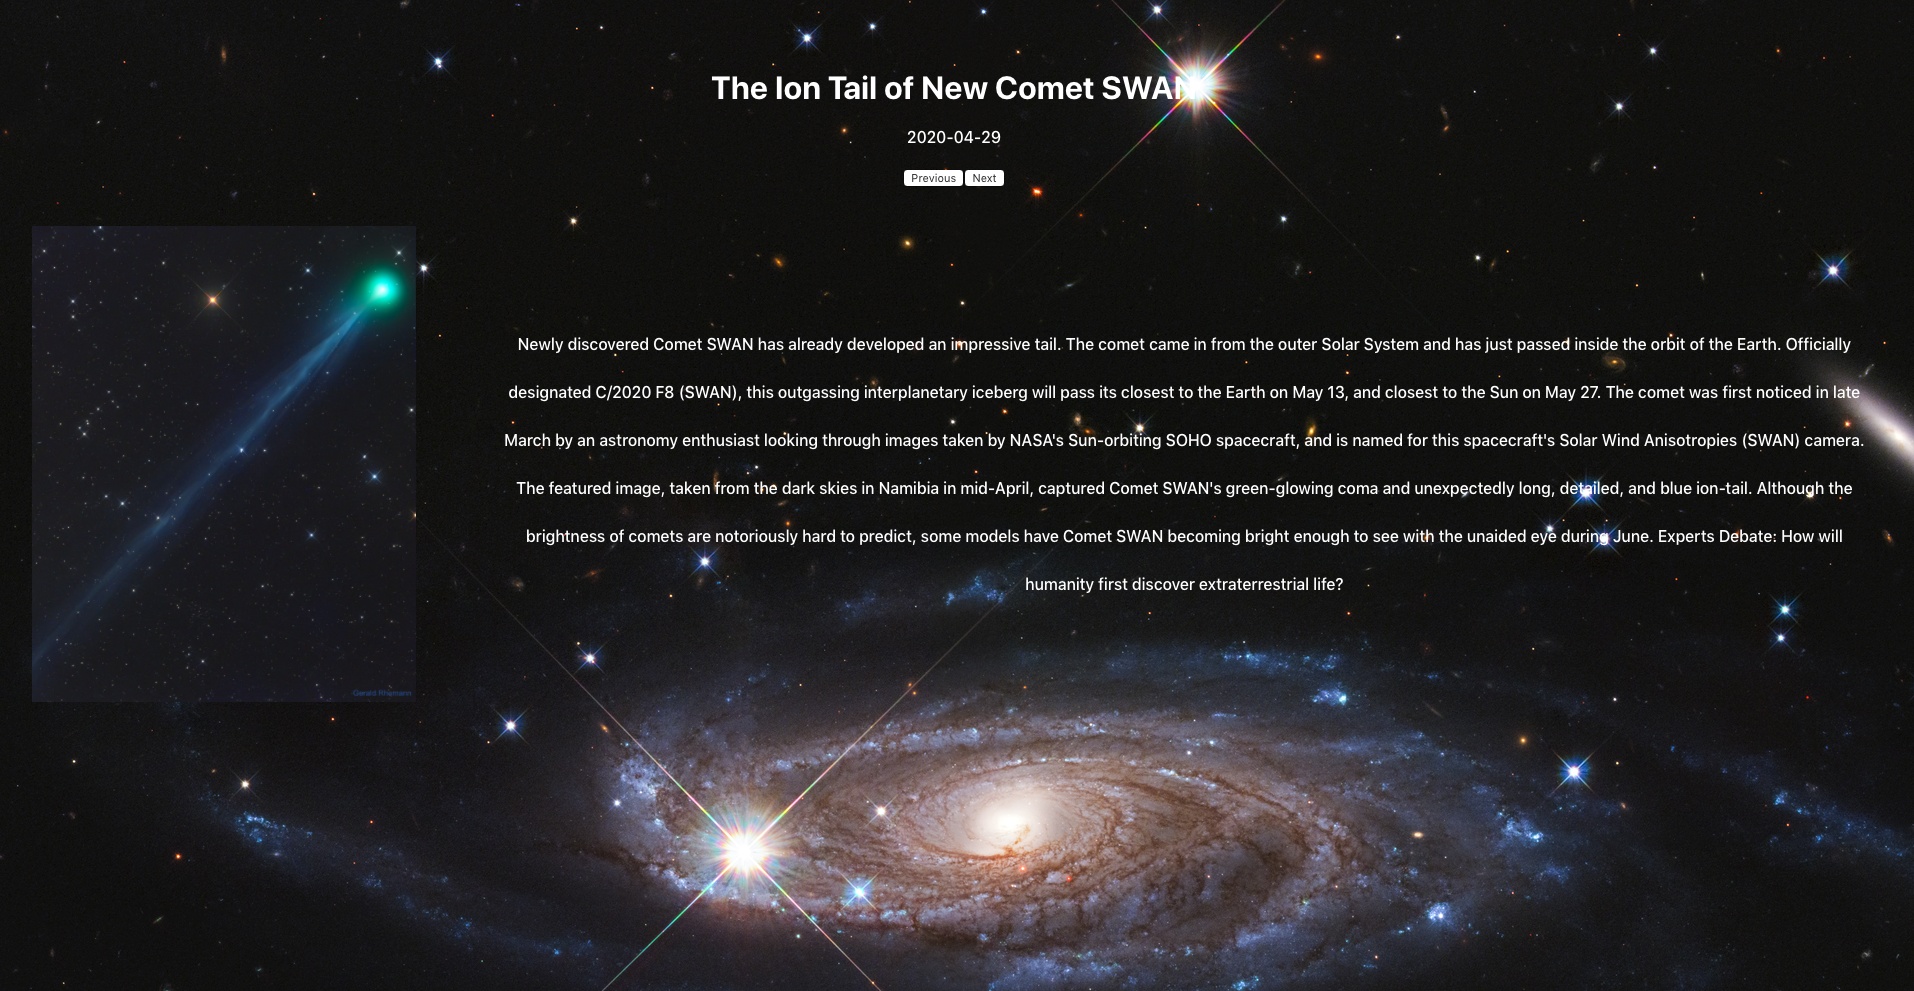 The Ion Tail of New Comet SWAN
2020-04-29
Previous Next
Newly discovered Comet SWAN has already developed an impressive tail. The comet came in from the outer Solar System and has just passed inside the orbit of the Earth. Officially
designated C/2020 F8 (SWAN), this outgassing interplanetary iceberg will pass its closest to the Earth on May 13, and closest to the Sun on May 27. The comet was first noticed in late
March by an astronomy enthusiast looking through images taken by NASA's Sun-orbiting SOHO spacecraft, and is named for this spacecraft's Solar Wind Anisotropies (SWAN) camera.
The featured image, taken from the dark skies in Namibia in mid-April, captured Comet SWAN's green-glowing coma and unexpectedly long, detailed, and blue ion-tail. Although the
brightness of comets are notoriously hard to predict, some models have Comet SWAN becoming bright enough to see with the unaided eye during June. Experts Debate: How will
humanity first discover extraterrestrial life?
Gerald Rhemann